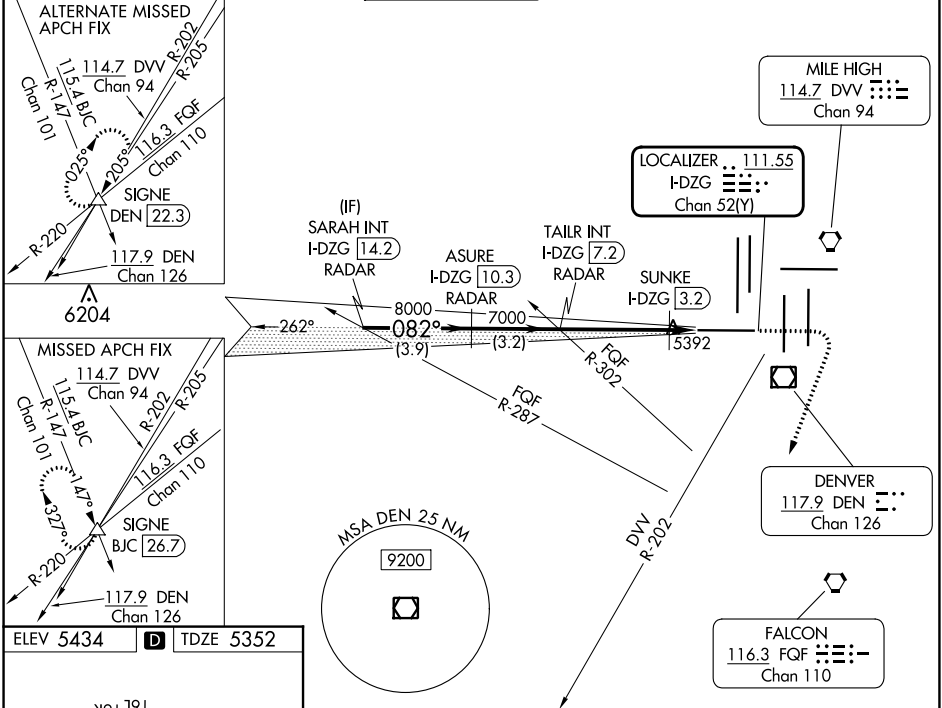 ALTERNATE MISSED
APCH FIX
R-202
R-205
114.7 DVV
Chan 94
115.4 BJC
R-147
Chan 101
116.3 FQF
Chan 110
025°
205°
SIGNE
DEN 22.3
R-220
117.9 DEN
Chan 126
6204
MISSED APCH FIX
114.7 DVV
Chan 94
R-202
R-205
115.4 BJC
R-147
Chan 101
116.3 FQF
Chan 110
147°
327°
SIGNE
BJC 26.7
R-220
117.9 DEN
Chan 126
ELEV 5434
D
TDZE 5352
(IF)
SARAH INT
I-DZG 14.2
RADAR
ASURE
I-DZG 10.3
RADAR
TAILR INT
I-DZG 7.2
RADAR
SUNKE
I-DZG 3.2
LOCALIZER 111.55
I-DZG
Chan 52(Y)
MILE HIGH
114.7 DVV
Chan 94
262°
8000
082°
(3.9)
7000
(3.2)
5392
FQF
R-302
FQF
R-287
DVV
R-202
MSA DEN 25 NM
9200
DENVER
117.9 DEN
Chan 126
FALCON
116.3 FQF
Chan 110